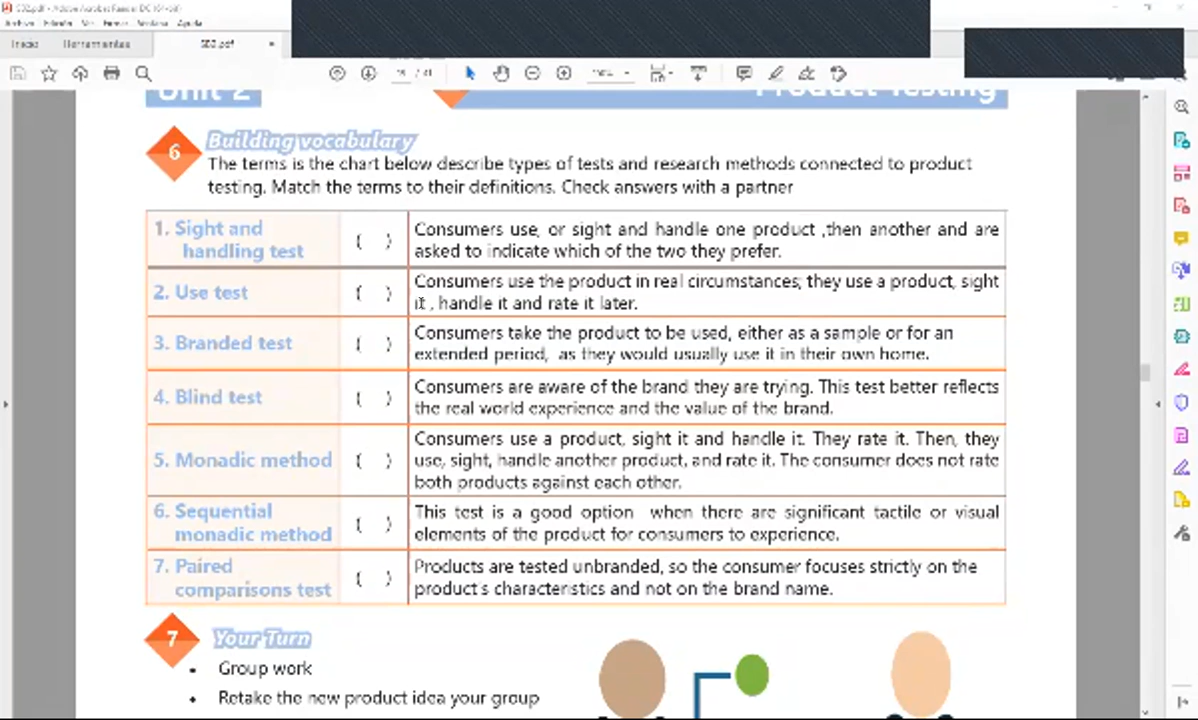 Inicio Herramientas
Unit 2 Product Testing
6 Building vocabulary
The terms is the chart below describe types of tests and research methods connected to product
testing. Match the terms to their definitions. Check answers with a partner
1. Sight and
handling test
( )
Consumers use, or sight and handle one product ,then another and are
asked to indicate which of the two they prefer.
2. Use test
( )
Consumers use the product in real circumstances; they use a product, sight
it , handle it and rate it later.
3. Branded test
( )
Consumers take the product to be used, either as a sample or for an
extended period, as they would usually use it in their own home.
4. Blind test
( )
Consumers are aware of the brand they are trying. This test better reflects
the real world experience and the value of the brand.
5. Monadic method
( )
Consumers use a product, sight it and handle it. They rate it. Then, they
use, sight, handle another product, and rate it. The consumer does not rate
both products against each other.
6. Sequential
monadic method
( )
This test is a good option when there are significant tactile or visual
elements of the product for consumers to experience.
7. Paired
comparisons test
( )
Products are tested unbranded, so the consumer focuses strictly on the
product's characteristics and not on the brand name.
7 Your Turn
• Group work
• Retake the new product idea your group